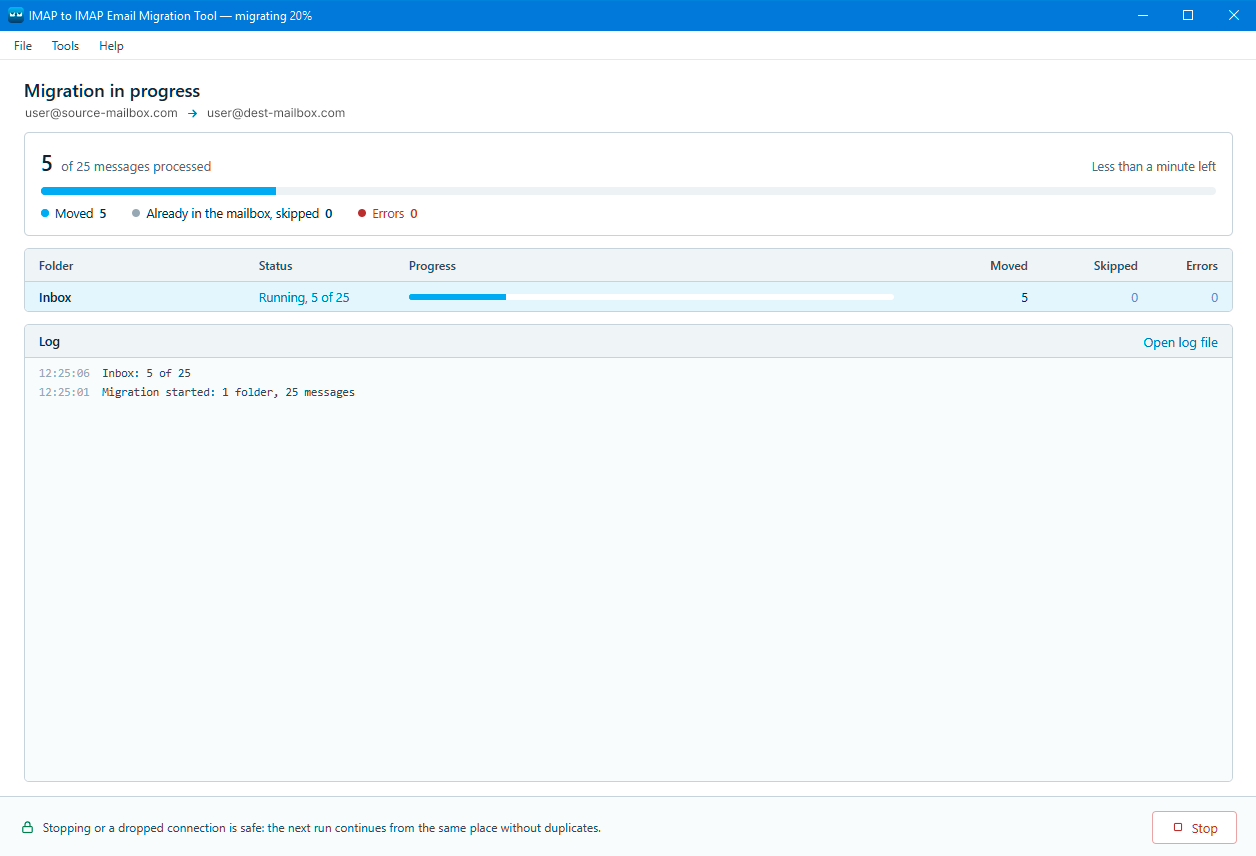 IMAP to IMAP Email Migration Tool — migrating 20%
File Tools Help
Migration in progress
user@source-mailbox.com → user@dest-mailbox.com
5 of 25 messages processed Less than a minute left
Moved 5 Already in the mailbox, skipped 0 Errors 0
Folder Status Progress Moved Skipped Errors
Inbox Running, 5 of 25 5 0 0
Log Open log file
12:25:06 Inbox: 5 of 25
12:25:01 Migration started: 1 folder, 25 messages
Stopping or a dropped connection is safe: the next run continues from the same place without duplicates. Stop